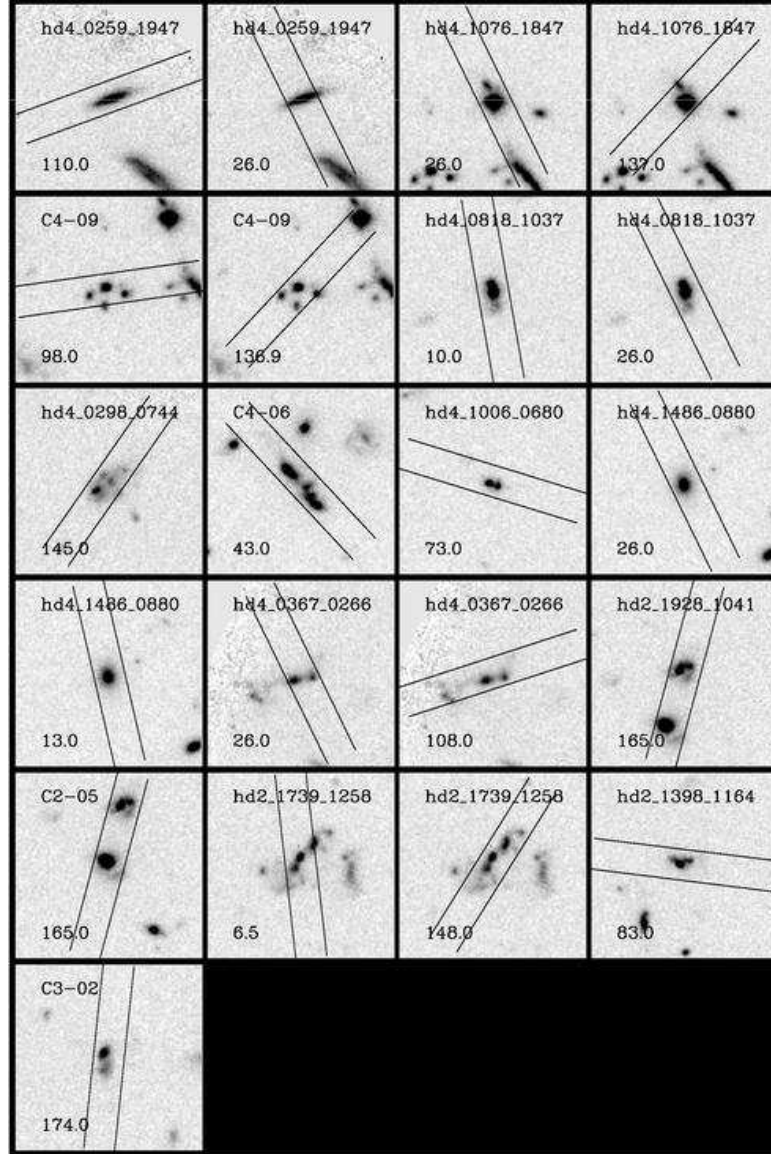 hd4_0259_1947
hd4_0259_1947
hd4_1076_1847
hd4_1076_1847
110.0
26.0
26.0
137.0
C4-09
C4-09
hd4_0818_1037
hd4_0818_1037
98.0
136.9
10.0
26.0
hd4_0298_0744
C4-06
hd4_1006_0680
hd4_1486_0880
145.0
43.0
73.0
26.0
hd4_1486_0880
hd4_0367_0266
hd4_0367_0266
hd2_1928_1041
13.0
26.0
108.0
165.0
C2-05
hd2_1739_1258
hd2_1739_1258
hd2_1398_1164
165.0
6.5
148.0
83.0
C3-02
174.0